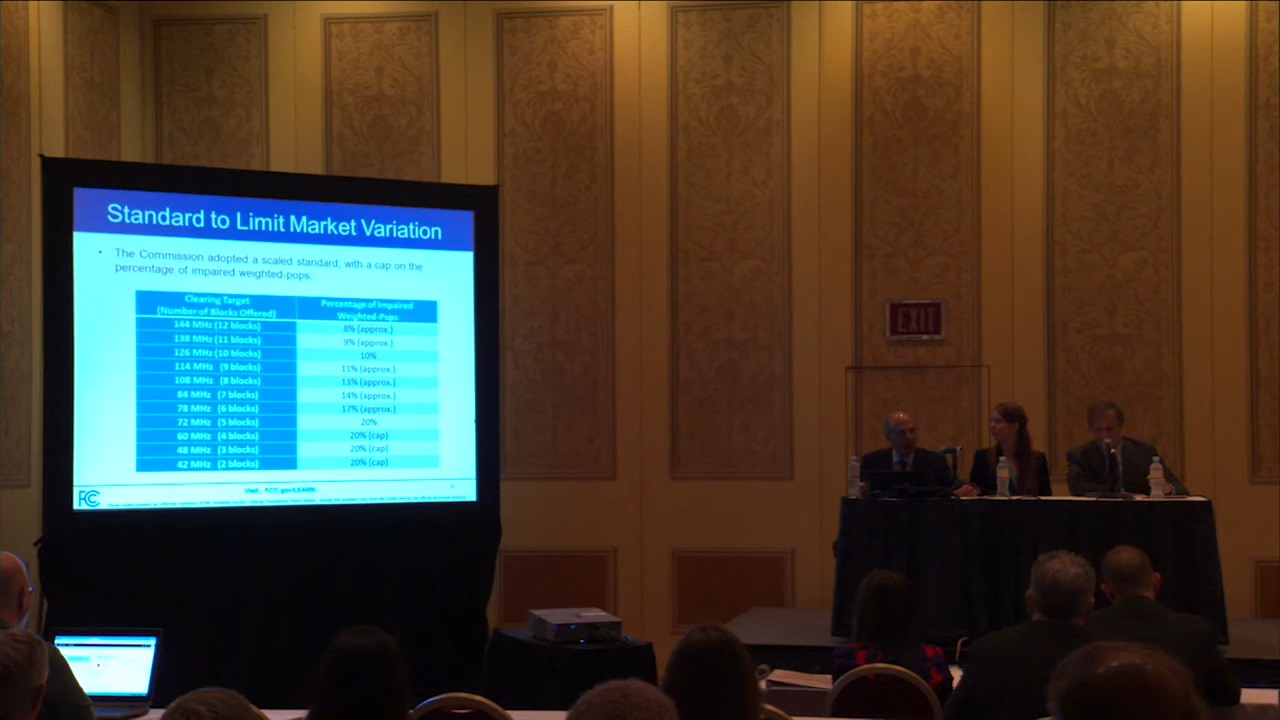 Standard to Limit Market Variation
• The Commission adopted a scaled standard, with a cap on the
percentage of impaired weighted-pops.
Clearing Target
(Number of Blocks Offered)
Percentage of Impaired
Weighted-Pops
144 MHz (12 blocks) 8% (approx.)
138 MHz (11 blocks) 9% (approx.)
126 MHz (10 blocks) 10%
114 MHz (9 blocks) 11% (approx.)
108 MHz (8 blocks) 13% (approx.)
84 MHz (7 blocks) 14% (approx.)
78 MHz (6 blocks) 17% (approx.)
72 MHz (5 blocks) 20%
60 MHz (4 blocks) 20% (cap)
48 MHz (3 blocks) 20% (cap)
42 MHz (2 blocks) 20% (cap)
FCC
Visit: FCC.gov/LEARN
EXIT